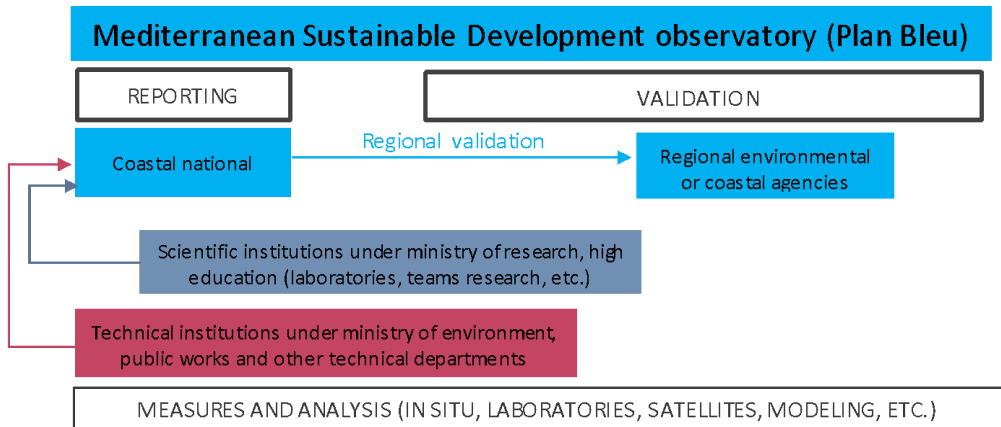 Mediterranean Sustainable Development observatory (Plan Bleu)
REPORTING
VALIDATION
Coastal national
Regional validation
Regional environmental
or coastal agencies
Scientific institutions under ministry of research, high
education (laboratories, teams research, etc.)
Technical institutions under ministry of environment,
public works and other technical departments
MEASURES AND ANALYSIS (IN SITU, LABORATORIES, SATELLITES, MODELING, ETC.)